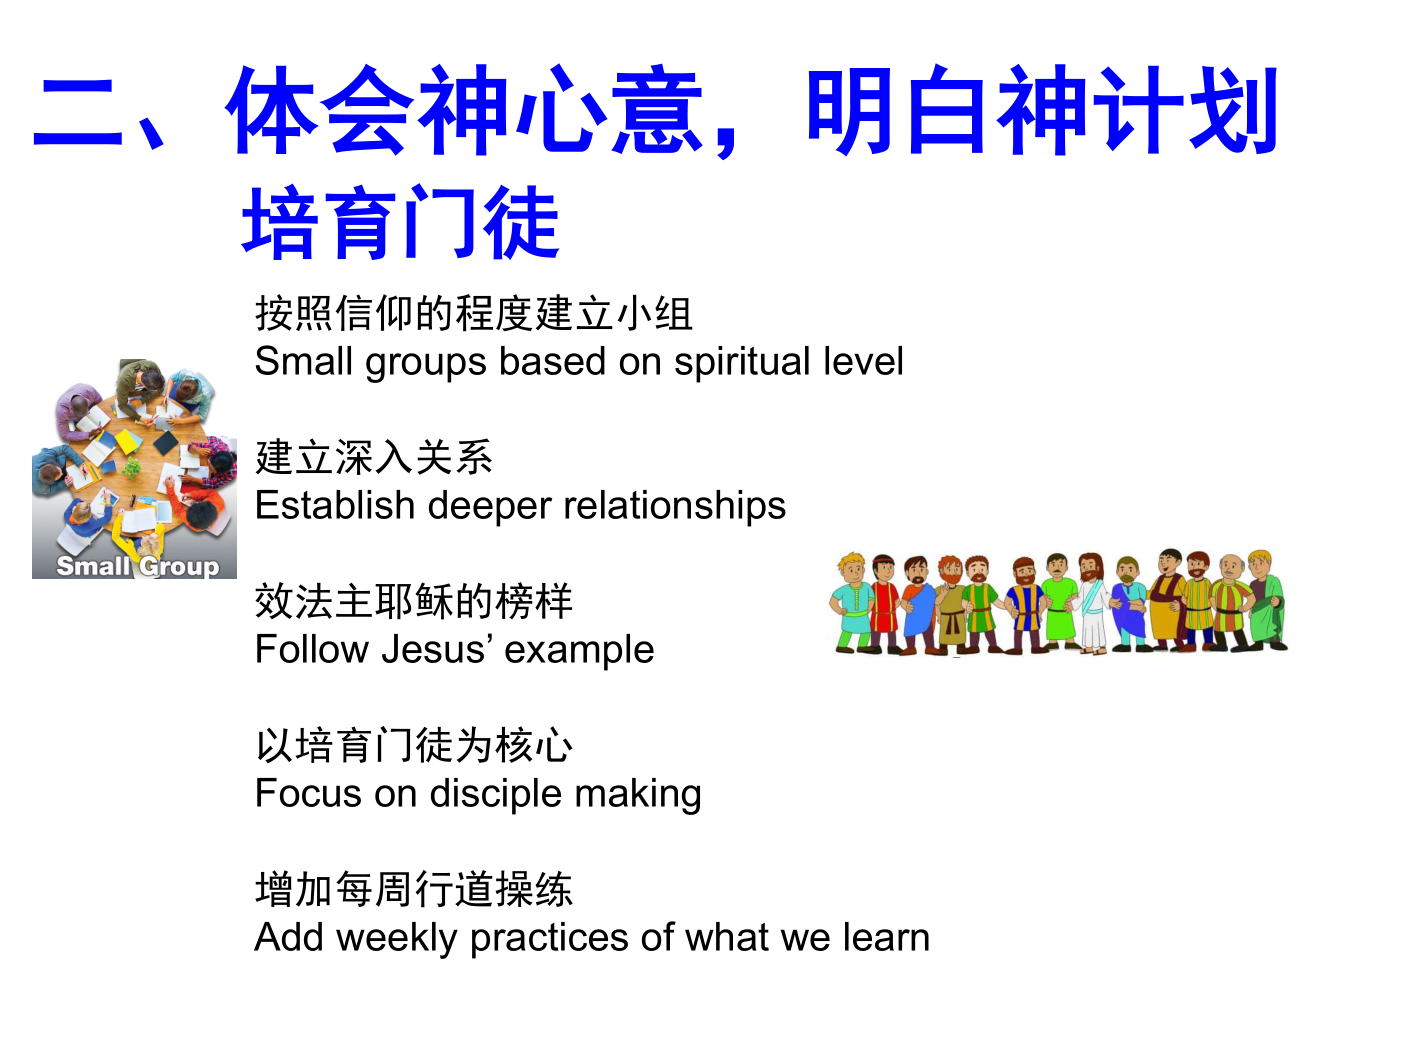 二、体会神心意，明白神计划
培育门徒
按照信仰的程度建立小组
Small groups based on spiritual level
建立深入关系
Establish deeper relationships
Small Group
效法主耶稣的榜样
Follow Jesus’ example
以培育门徒为核心
Focus on disciple making
增加每周行道操练
Add weekly practices of what we learn